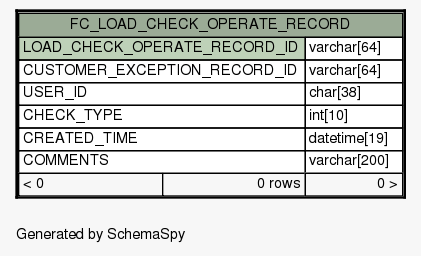 FC_LOAD_CHECK_OPERATE_RECORD
LOAD_CHECK_OPERATE_RECORD_ID varchar[64]
CUSTOMER_EXCEPTION_RECORD_ID varchar[64]
USER_ID char[38]
CHECK_TYPE int[10]
CREATED_TIME datetime[19]
COMMENTS varchar[200]
< 0 0 rows 0 >
Generated by SchemaSpy